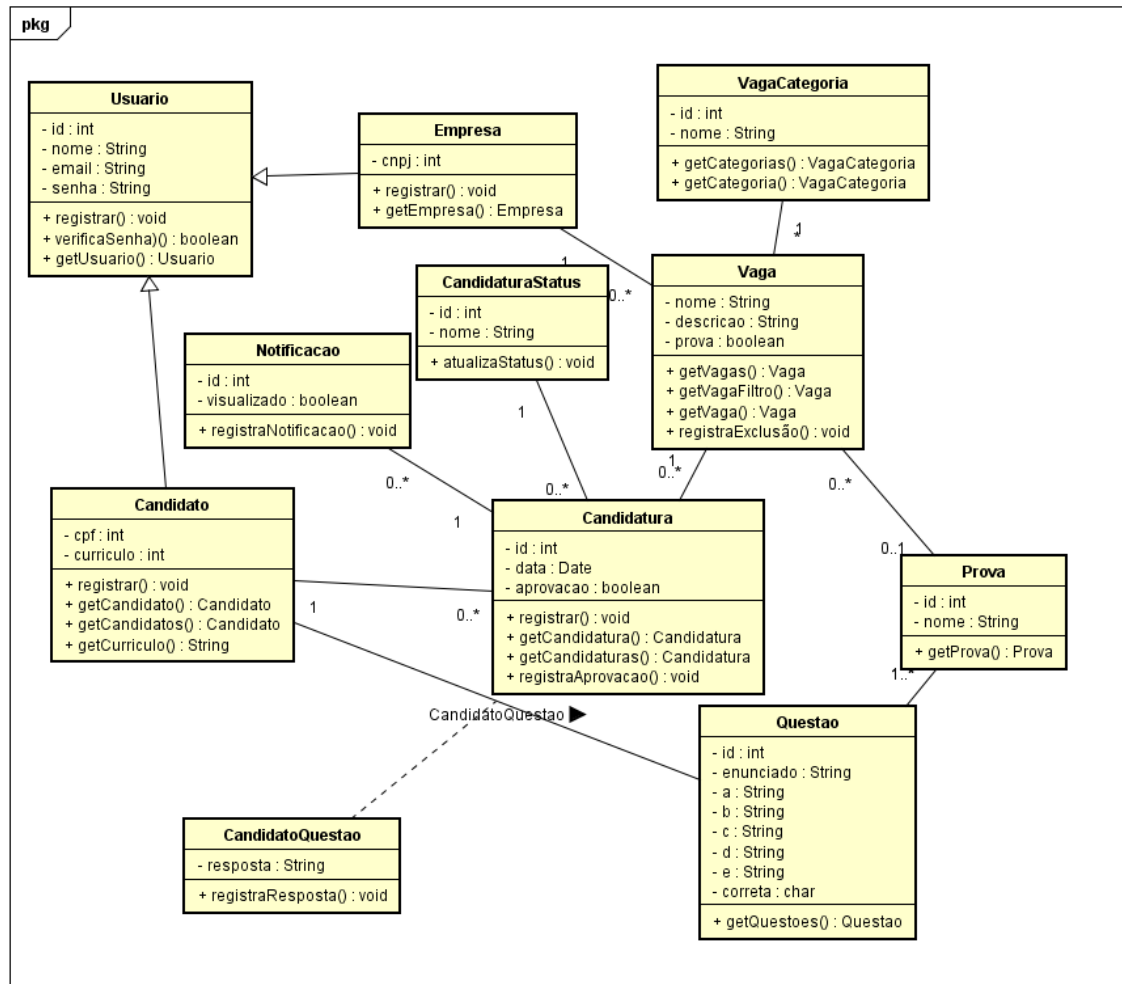 pkg
Usuario
- id : int
- nome : String
- email : String
- senha : String
+ registrar() : void
+ verificaSenha)() : boolean
+ getUsuario() : Usuario
Empresa
- cnpj : int
+ registrar() : void
+ getEmpresa() : Empresa
VagaCategoria
- id : int
- nome : String
+ getCategorias() : VagaCategoria
+ getCategoria() : VagaCategoria
1
*
1
0..*
CandidaturaStatus
- id : int
- nome : String
+ atualizaStatus() : void
Vaga
- nome : String
- descricao : String
- prova : boolean
+ getVagas() : Vaga
+ getVagaFiltro() : Vaga
+ getVaga() : Vaga
+ registraExclusão() : void
Notificacao
- id : int
- visualizado : boolean
+ registraNotificacao() : void
1
0..*
1
0..*
0..*
1
0..*
0..1
Candidato
- cpf : int
- curriculo : int
+ registrar() : void
+ getCandidato() : Candidato
+ getCandidatos() : Candidato
+ getCurriculo() : String
Candidatura
- id : int
- data : Date
- aprovacao : boolean
+ registrar() : void
+ getCandidatura() : Candidatura
+ getCandidaturas() : Candidatura
+ registraAprovacao() : void
1
0..*
Prova
- id : int
- nome : String
+ getProva() : Prova
1..*
CandidatoQuestao
Questao
- id : int
- enunciado : String
- a : String
- b : String
- c : String
- d : String
- e : String
- correta : char
+ getQuestoes() : Questao
CandidatoQuestao
- resposta : String
+ registraResposta() : void